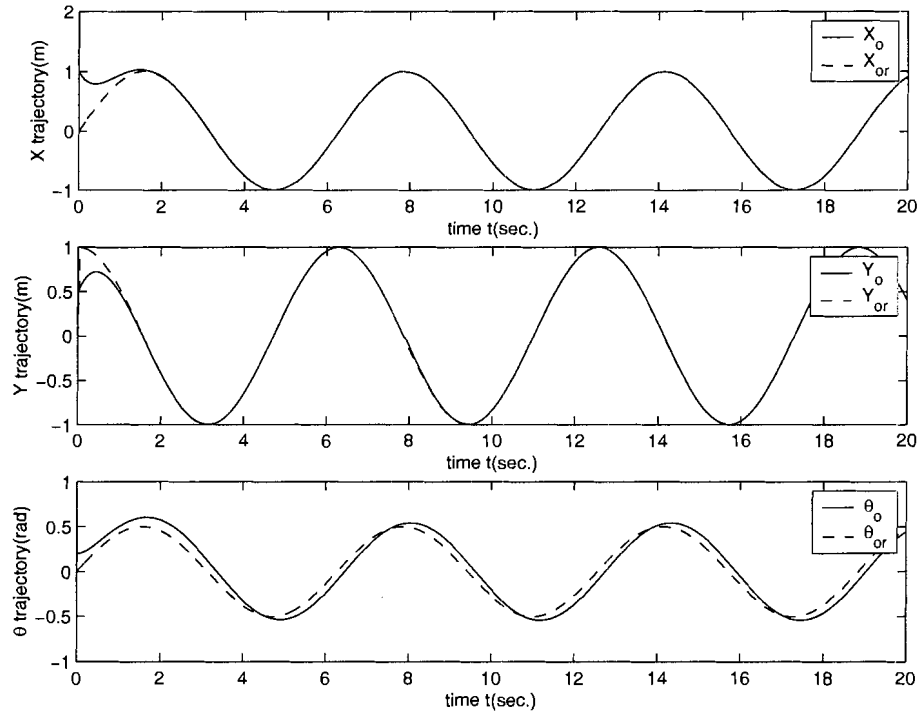 2
1
0
−1
X trajectory(m)
X_o
X_or
0 2 4 6 8 10 12 14 16 18 20
time t(sec.)
1
0.5
0
−0.5
−1
Y trajectory(m)
Y_o
Y_or
0 2 4 6 8 10 12 14 16 18 20
time t(sec.)
1
0.5
0
−0.5
−1
θ trajectory(rad)
θ_o
θ_or
0 2 4 6 8 10 12 14 16 18 20
time t(sec.)